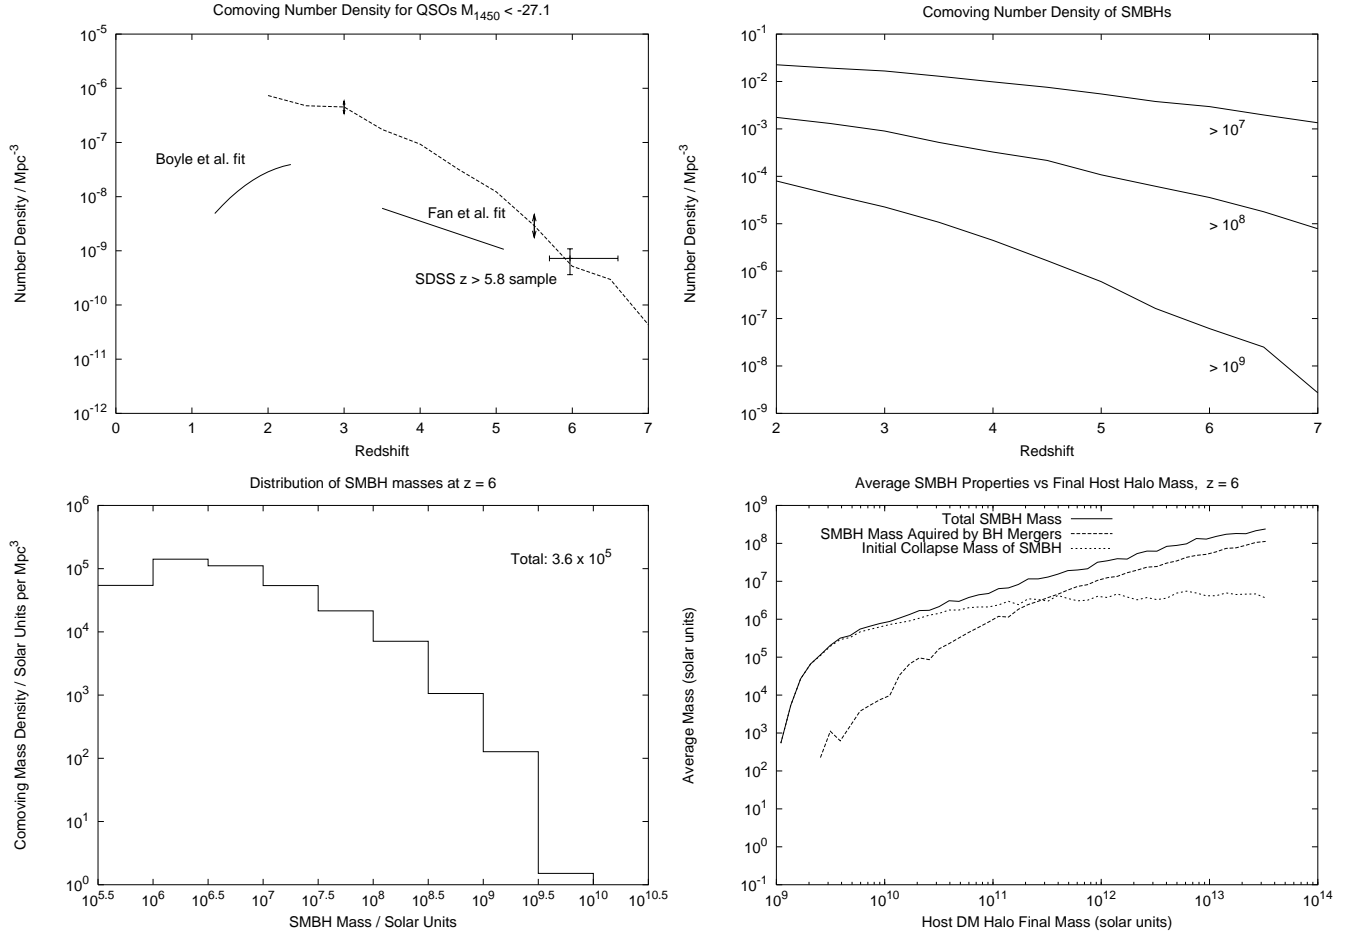 Comoving Number Density for QSOs M₁₄₅₀ < -27.1
Number Density / Mpc⁻³
10⁻⁵
10⁻⁶
10⁻⁷
10⁻⁸
10⁻⁹
10⁻¹⁰
10⁻¹¹
10⁻¹²
Boyle et al. fit
Fan et al. fit
SDSS z > 5.8 sample
0 1 2 3 4 5 6 7
Redshift
Comoving Number Density of SMBHs
Number Density / Mpc⁻³
10⁻¹
10⁻²
10⁻³
10⁻⁴
10⁻⁵
10⁻⁶
10⁻⁷
10⁻⁸
10⁻⁹
> 10⁷
> 10⁸
> 10⁹
2 3 4 5 6 7
Redshift
Distribution of SMBH masses at z = 6
Comoving Mass Density / Solar Units per Mpc³
10⁶
10⁵
10⁴
10³
10²
10¹
10⁰
Total: 3.6 x 10⁵
10⁵·⁵ 10⁶ 10⁶·⁵ 10⁷ 10⁷·⁵ 10⁸ 10⁸·⁵ 10⁹ 10⁹·⁵ 10¹⁰ 10¹⁰·⁵
SMBH Mass / Solar Units
Average SMBH Properties vs Final Host Halo Mass, z = 6
Average Mass (solar units)
10⁹
10⁸
10⁷
10⁶
10⁵
10⁴
10³
10²
10¹
10⁰
10⁻¹
Total SMBH Mass
SMBH Mass Aquired by BH Mergers
Initial Collapse Mass of SMBH
10⁹ 10¹⁰ 10¹¹ 10¹² 10¹³ 10¹⁴
Host DM Halo Final Mass (solar units)